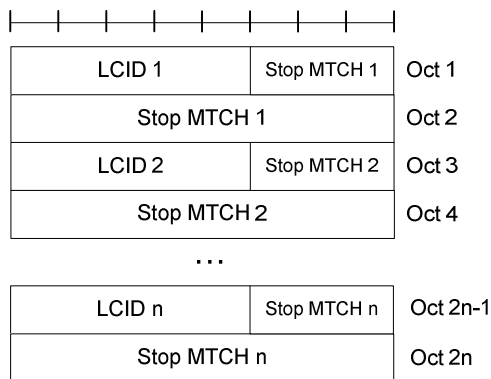 LCID 1 Stop MTCH 1 Oct 1
Stop MTCH 1 Oct 2
LCID 2 Stop MTCH 2 Oct 3
Stop MTCH 2 Oct 4
...
LCID n Stop MTCH n Oct 2n-1
Stop MTCH n Oct 2n